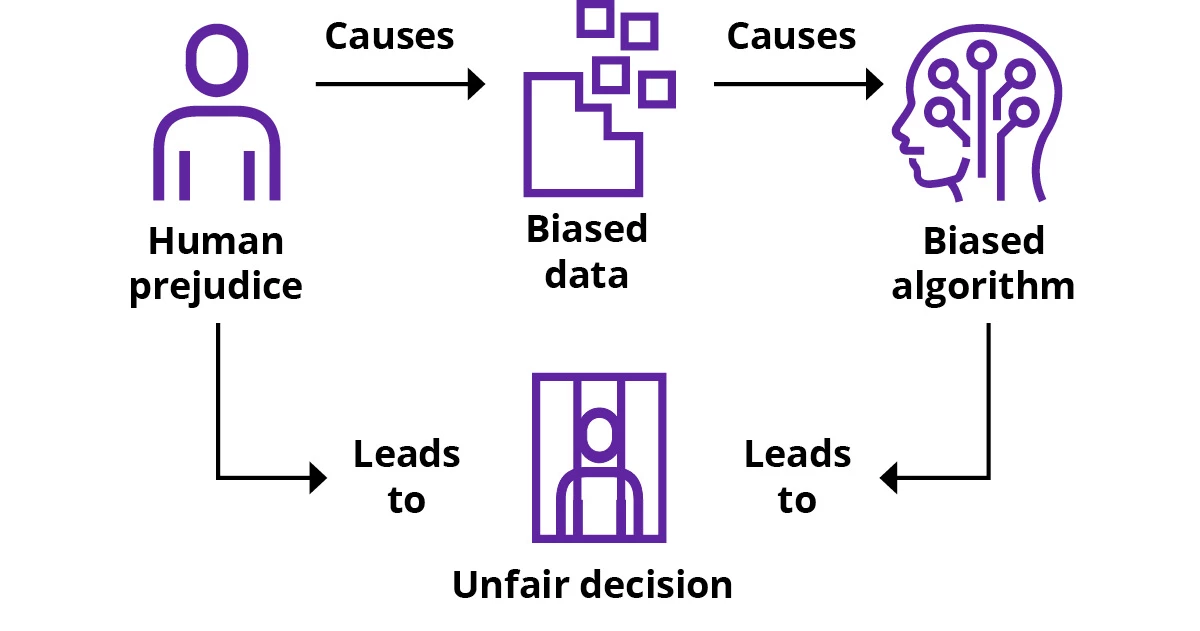 Causes
Causes
Human
prejudice
Biased
data
Biased
algorithm
Leads
to
Leads
to
Unfair decision